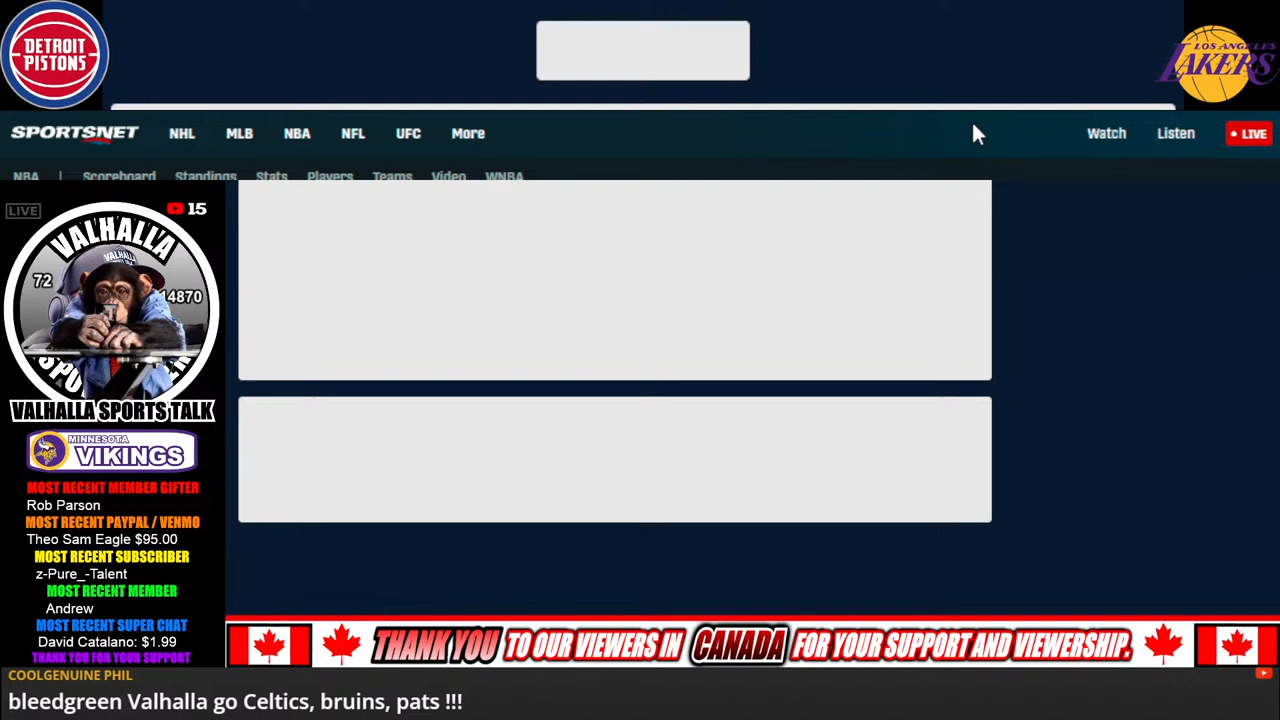 DETROIT
PISTONS
LOS ANGELES
LAKERS
SPORTSNET NHL MLB NBA NFL UFC More Watch Listen LIVE
NBA | Scoreboard Standings Stats Players Teams Video WNBA
LIVE 15
VALHALLA
VALHALLA
72
14870
VALHALLA SPORTS TALK
MINNESOTA
VIKINGS
MOST RECENT MEMBER GIFTER
Rob Parson
MOST RECENT PAYPAL / VENMO
Theo Sam Eagle $95.00
MOST RECENT SUBSCRIBER
z-Pure_-Talent
MOST RECENT MEMBER
Andrew
MOST RECENT SUPER CHAT
David Catalano: $1.99
THANK YOU FOR YOUR SUPPORT
THANK YOU TO OUR VIEWERS IN CANADA FOR YOUR SUPPORT AND VIEWERSHIP.
COOLGENUINE PHIL
bleedgreen Valhalla go Celtics, bruins, pats !!!